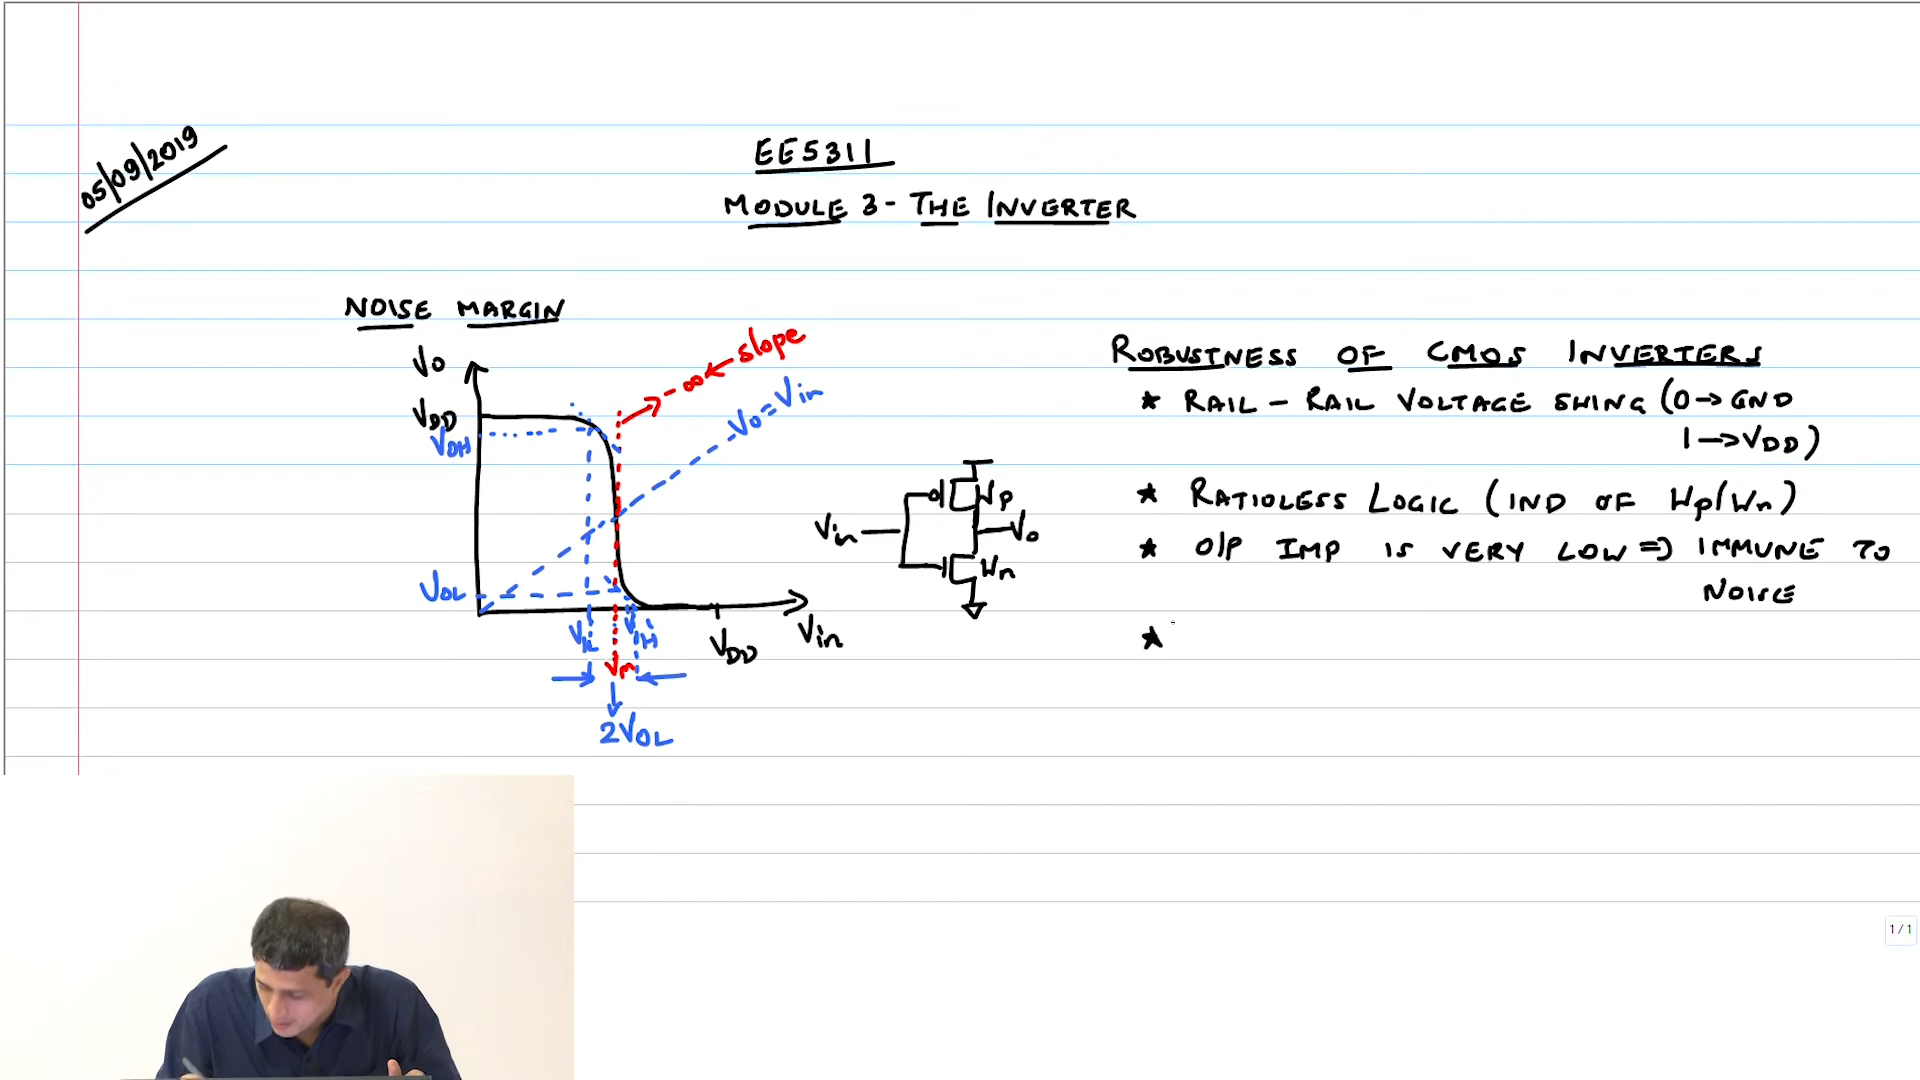 05/09/2019
EE5311
MODULE 3 - THE INVERTER
NOISE MARGIN
Vo
VDD
VOH
VOL
slope
-∞
Vo = Vin
VIL
VM
VIH
VDD
Vin
2VOL
Vin
Wp
Vo
Wn
ROBUSTNESS OF CMOS INVERTERS
★ RAIL - RAIL VOLTAGE SWING (0 → GND
1 → VDD)
★ RATIOLESS LOGIC (IND OF Wp/Wn)
★ O/P IMP IS VERY LOW => IMMUNE TO
NOISE
★
1 / 1